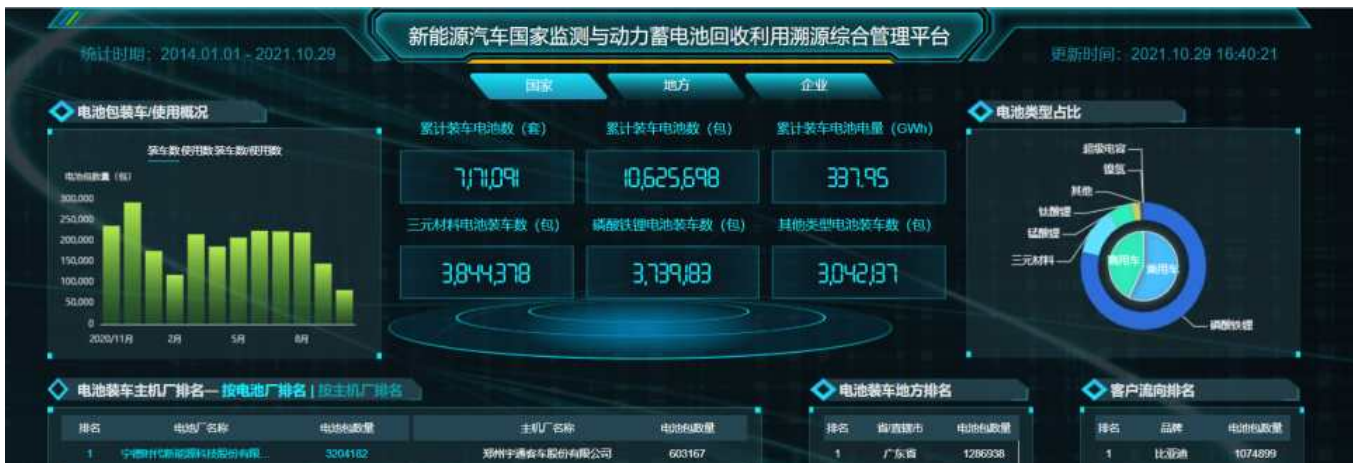 新能源汽车国家监测与动力蓄电池回收利用溯源综合管理平台
统计时期：2014.01.01 - 2021.10.29
更新时间：2021.10.29 16:40:21
国家 地方 企业
电池包装车/使用概况
装车数 使用数 装车数/使用数
电池包数量（包）
300,000
250,000
200,000
150,000
100,000
50,000
0
2020/11月 2月 5月 8月
累计装车电池数（套） 累计装车电池数（包） 累计装车电池电量（GWh）
7,171,091 10,625,698 337.95
三元材料电池装车数（包） 磷酸铁锂电池装车数（包） 其他类型电池装车数（包）
3,844,378 3,739,183 3,042,137
电池类型占比
超级电容
镍氢
其他
钛酸锂
锰酸锂
三元材料
商用车 乘用车
磷酸铁锂
电池装车主机厂排名— 按电池厂排名 | 按主机厂排名
排名 电池厂名称 电池包数量 主机厂名称 电池包数量
1 宁德时代新能源科技股份有限... 3204182 郑州宇通客车股份有限公司 603167
电池装车地方排名
排名 省/直辖市 电池包数量
1 广东省 1286938
客户流向排名
排名 品牌 电池包数量
1 比亚迪 1074899